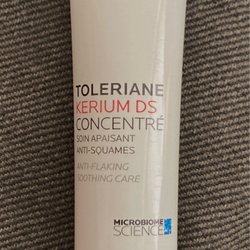 TOLERIANE
KERIUM DS
CONCENTRÉ
SOIN APAISANT
ANTI-SQUAMES
ANTI-FLAKING
SOOTHING CARE
MICROBIOME
SCIENCE